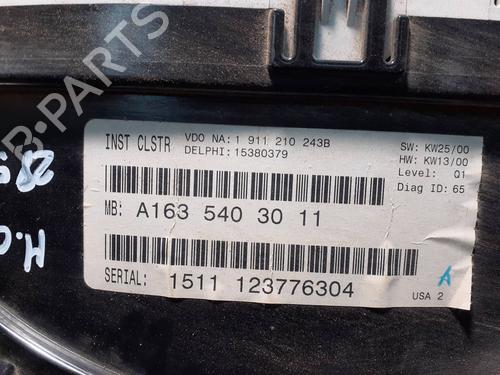 B-PARTS
INST CLSTR
VDO NA: 1 911 210 243B
DELPHI: 15380379
SW: KW25/00
HW: KW13/00
Level: Q1
Diag ID: 65
MB: A163 540 30 11
SERIAL: 1511 123776304
USA 2